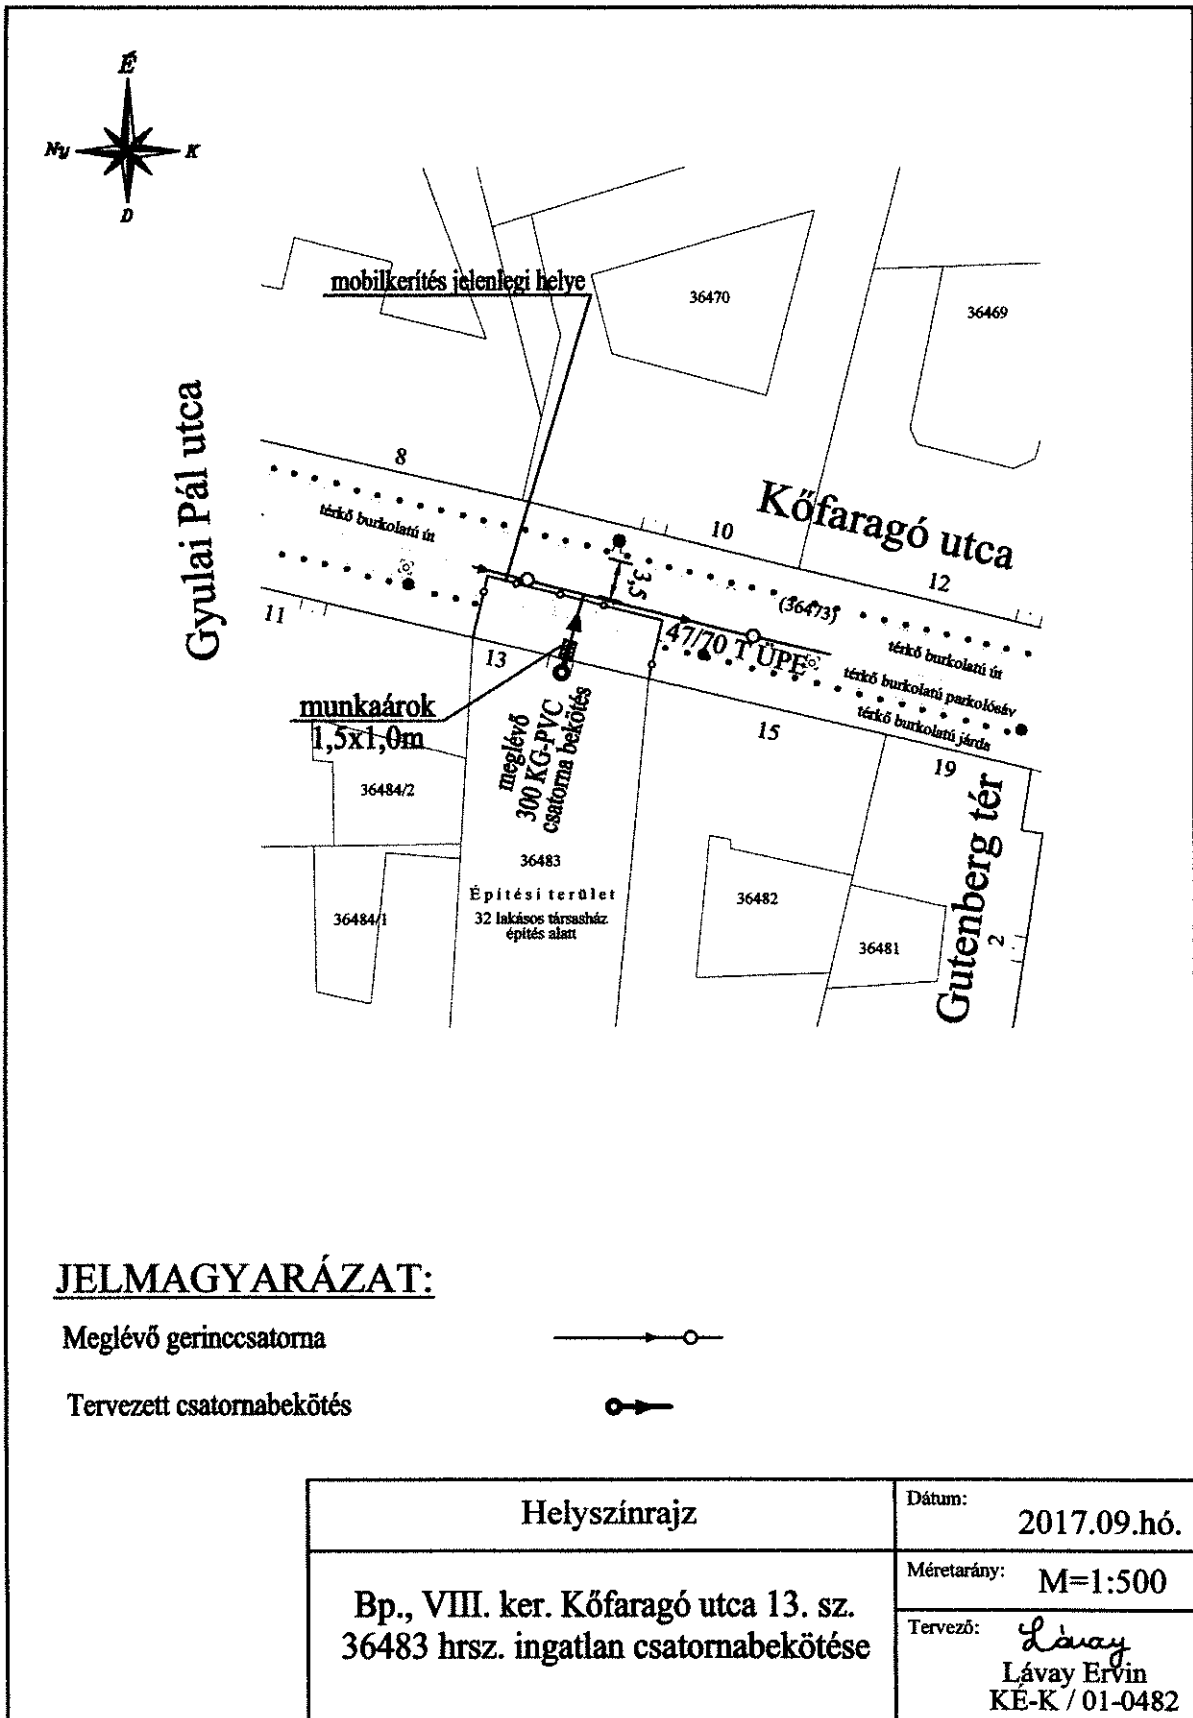 É
Ny
K
D
mobilkerítés jelenlegi helye
36470
36469
Gyulai Pál utca
8
térkő burkolatú út
10
Kőfaragó utca
12
3,5
(36473)
11
13
47/70 T ÜPE
térkő burkolatú út
térkő burkolatú parkolósáv
térkő burkolatú járda
munkaárok
1,5x1,0m
meglévő
300 KG-PVC
csatorna bekötés
15
19
36484/2
36483
Építési terület
32 lakásos társasház
építés alatt
36484/1
36482
36481
Gutenberg tér
2
JELMAGYARÁZAT:
Meglévő gerinccsatorna
Tervezett csatornabekötés
Helyszínrajz
Dátum:
2017.09.hó.
Bp., VIII. ker. Kőfaragó utca 13. sz.
36483 hrsz. ingatlan csatornabekötése
Méretarány: M=1:500
Tervező: Lávay
Lávay Ervin
KÉ-K / 01-0482